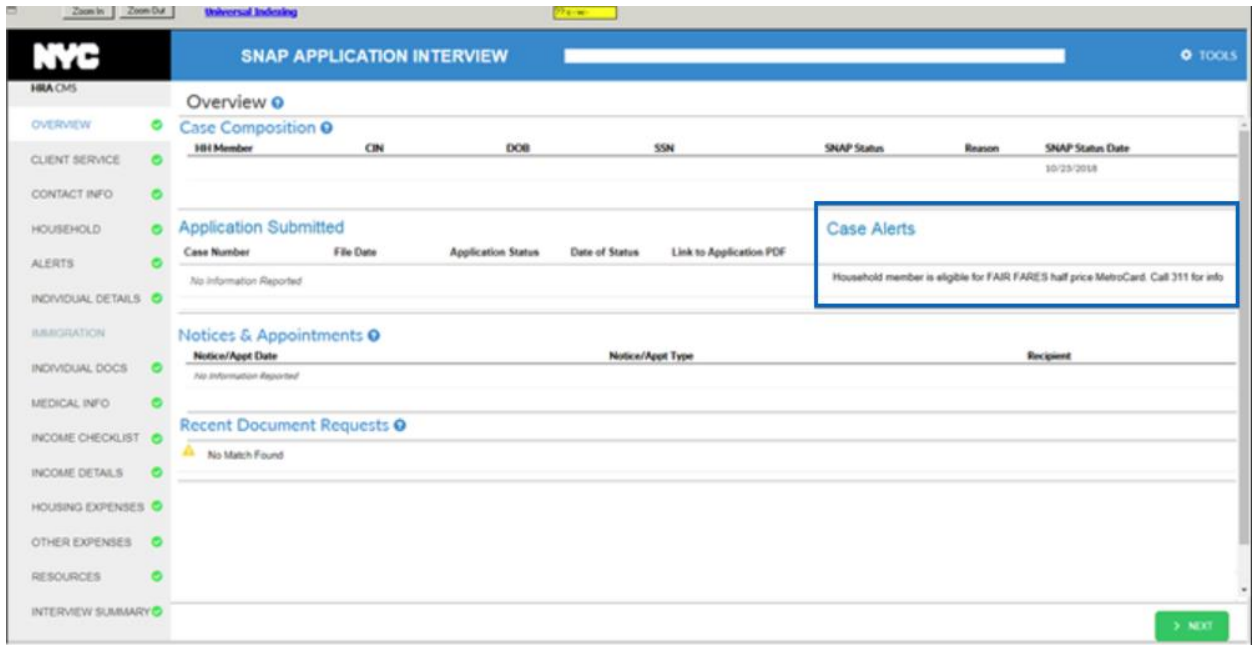 Zoom In Zoom Out Universal Indexing
NYC SNAP APPLICATION INTERVIEW TOOLS
HRA CMS
Overview
OVERVIEW
CLIENT SERVICE
CONTACT INFO
HOUSEHOLD
ALERTS
INDIVIDUAL DETAILS
IMMIGRATION
INDIVIDUAL DOCS
MEDICAL INFO
INCOME CHECKLIST
INCOME DETAILS
HOUSING EXPENSES
OTHER EXPENSES
RESOURCES
INTERVIEW SUMMARY
Case Composition
HH Member CIN DOB SSN SNAP Status Reason SNAP Status Date
10/23/2018
Application Submitted
Case Number File Date Application Status Date of Status Link to Application PDF
No Information Reported
Case Alerts
Household member is eligible for FAIR FARES half price MetroCard. Call 311 for info
Notices & Appointments
Notice/Appt Date Notice/Appt Type Recipient
No Information Reported
Recent Document Requests
No Match Found
> NEXT